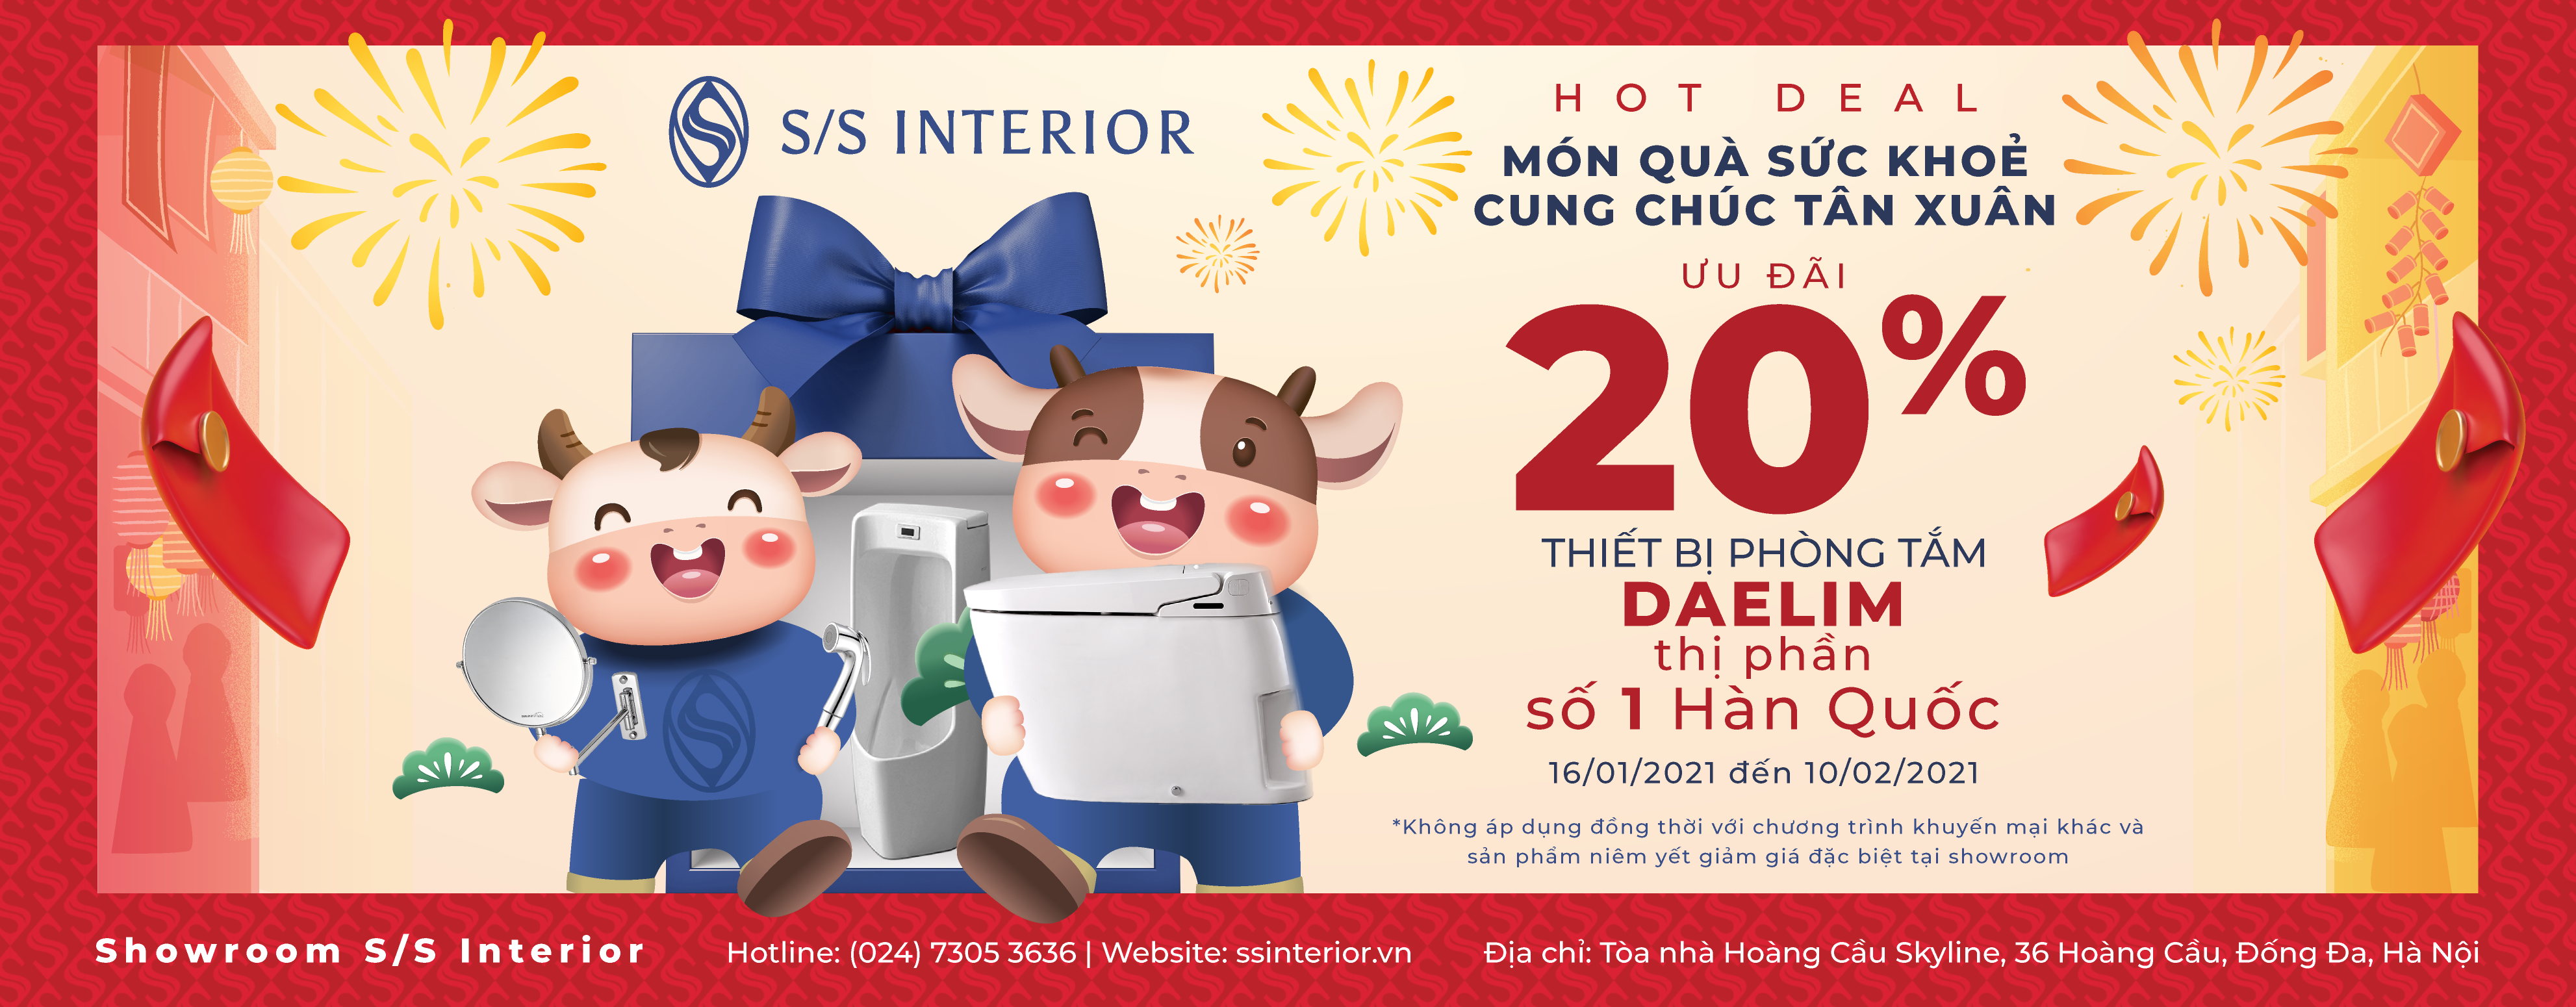 S/S INTERIOR
HOT DEAL
MÓN QUÀ SỨC KHOẺ
CUNG CHÚC TÂN XUÂN
ƯU ĐÃI
20%
THIẾT BỊ PHÒNG TẮM
DAELIM
thị phần
số 1 Hàn Quốc
16/01/2021 đến 10/02/2021
*Không áp dụng đồng thời với chương trình khuyến mại khác và
sản phẩm niêm yết giảm giá đặc biệt tại showroom
Showroom S/S Interior
Hotline: (024) 7305 3636 | Website: ssinterior.vn
Địa chỉ: Tòa nhà Hoàng Cầu Skyline, 36 Hoàng Cầu, Đống Đa, Hà Nội